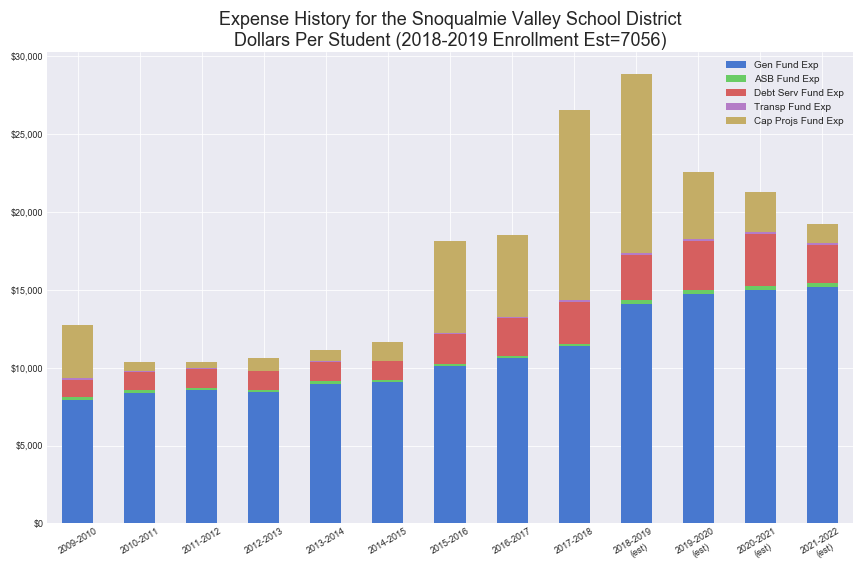 Expense History for the Snoqualmie Valley School District
Dollars Per Student (2018-2019 Enrollment Est=7056)
$30,000
$25,000
$20,000
$15,000
$10,000
$5,000
$0
Gen Fund Exp
ASB Fund Exp
Debt Serv Fund Exp
Transp Fund Exp
Cap Projs Fund Exp
2009-2010
2010-2011
2011-2012
2012-2013
2013-2014
2014-2015
2015-2016
2016-2017
2017-2018
2018-2019
(est)
2019-2020
(est)
2020-2021
(est)
2021-2022
(est)